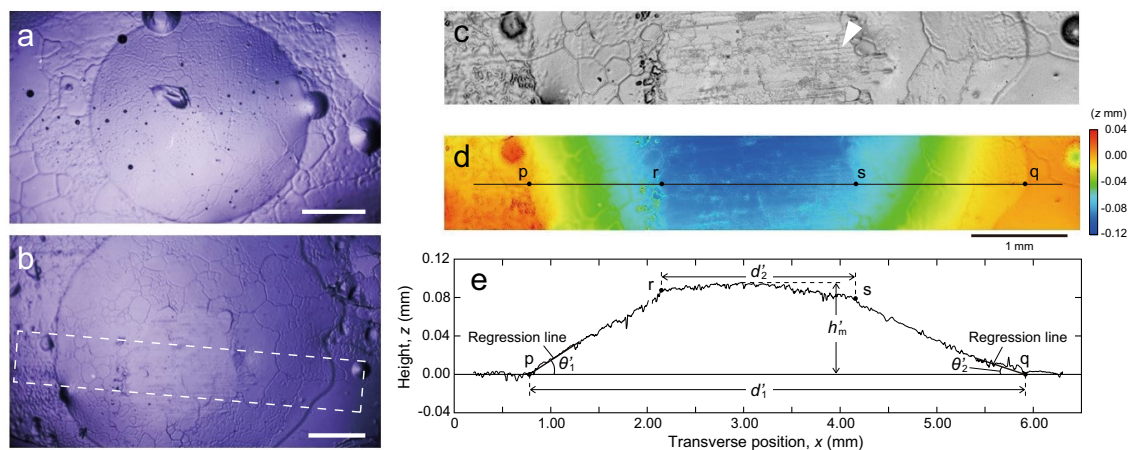 a
b
c
d
(z mm)
0.04
0.00
-0.04
-0.08
-0.12
p
r
s
q
1 mm
e
0.12
0.08
0.04
0.00
-0.04
Height, z (mm)
r
d′2
s
h′m
Regression line
Regression line
p
θ′1
θ′2
q
d′1
0
1.00
2.00
3.00
4.00
5.00
6.00
Transverse position, x (mm)